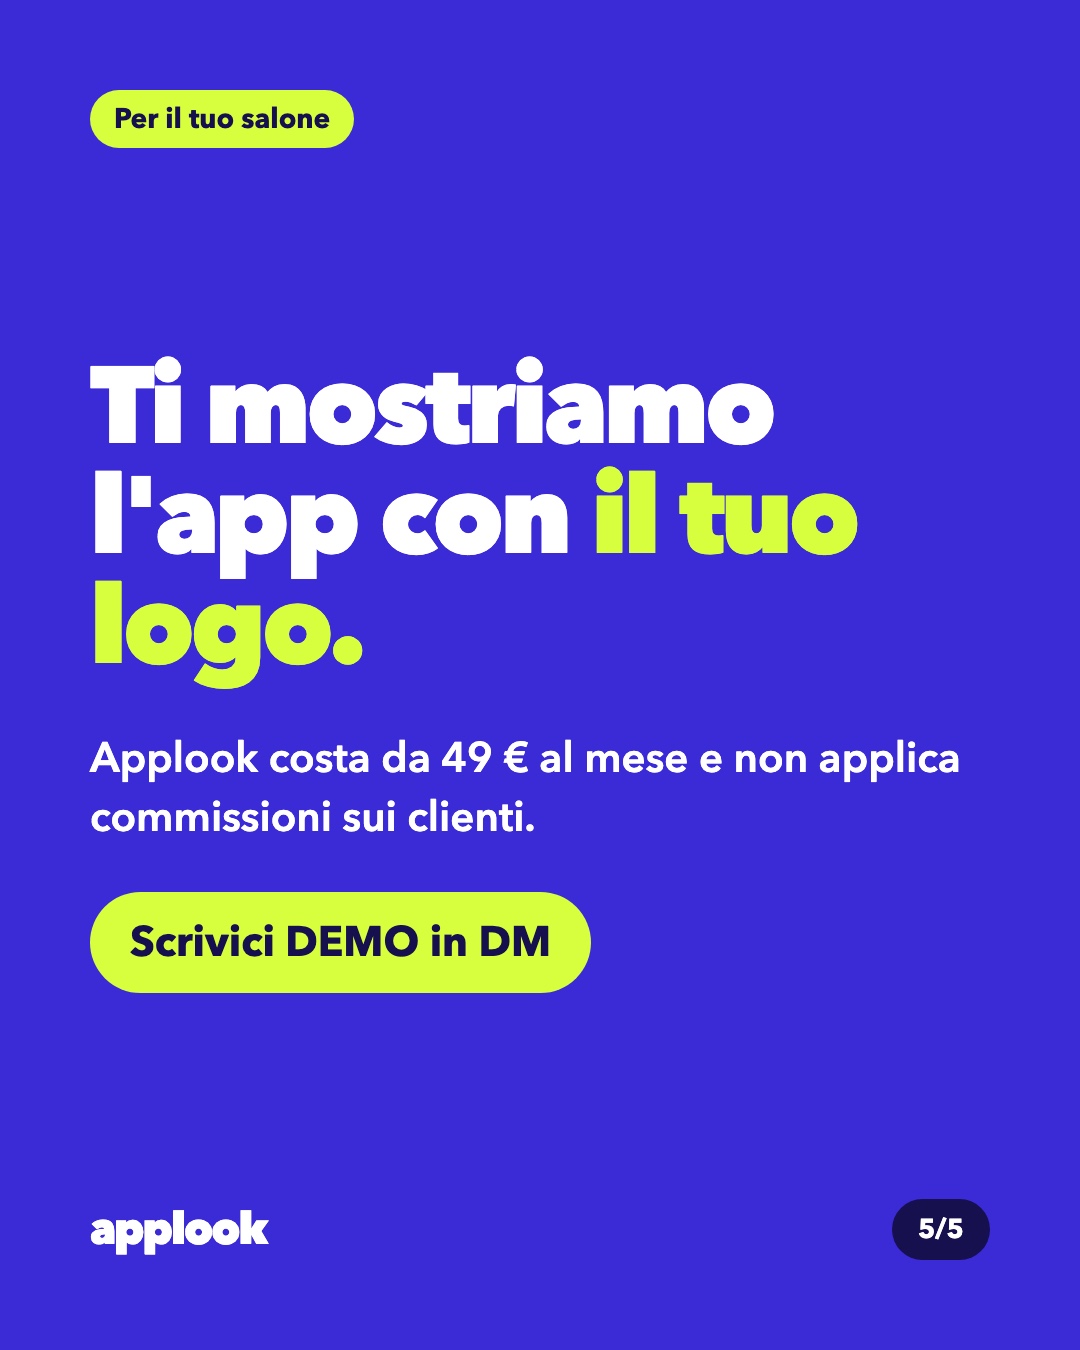 Per il tuo salone
Ti mostriamo
l'app con il tuo
logo.
Applook costa da 49 € al mese e non applica
commissioni sui clienti.
Scrivici DEMO in DM
applook
5/5